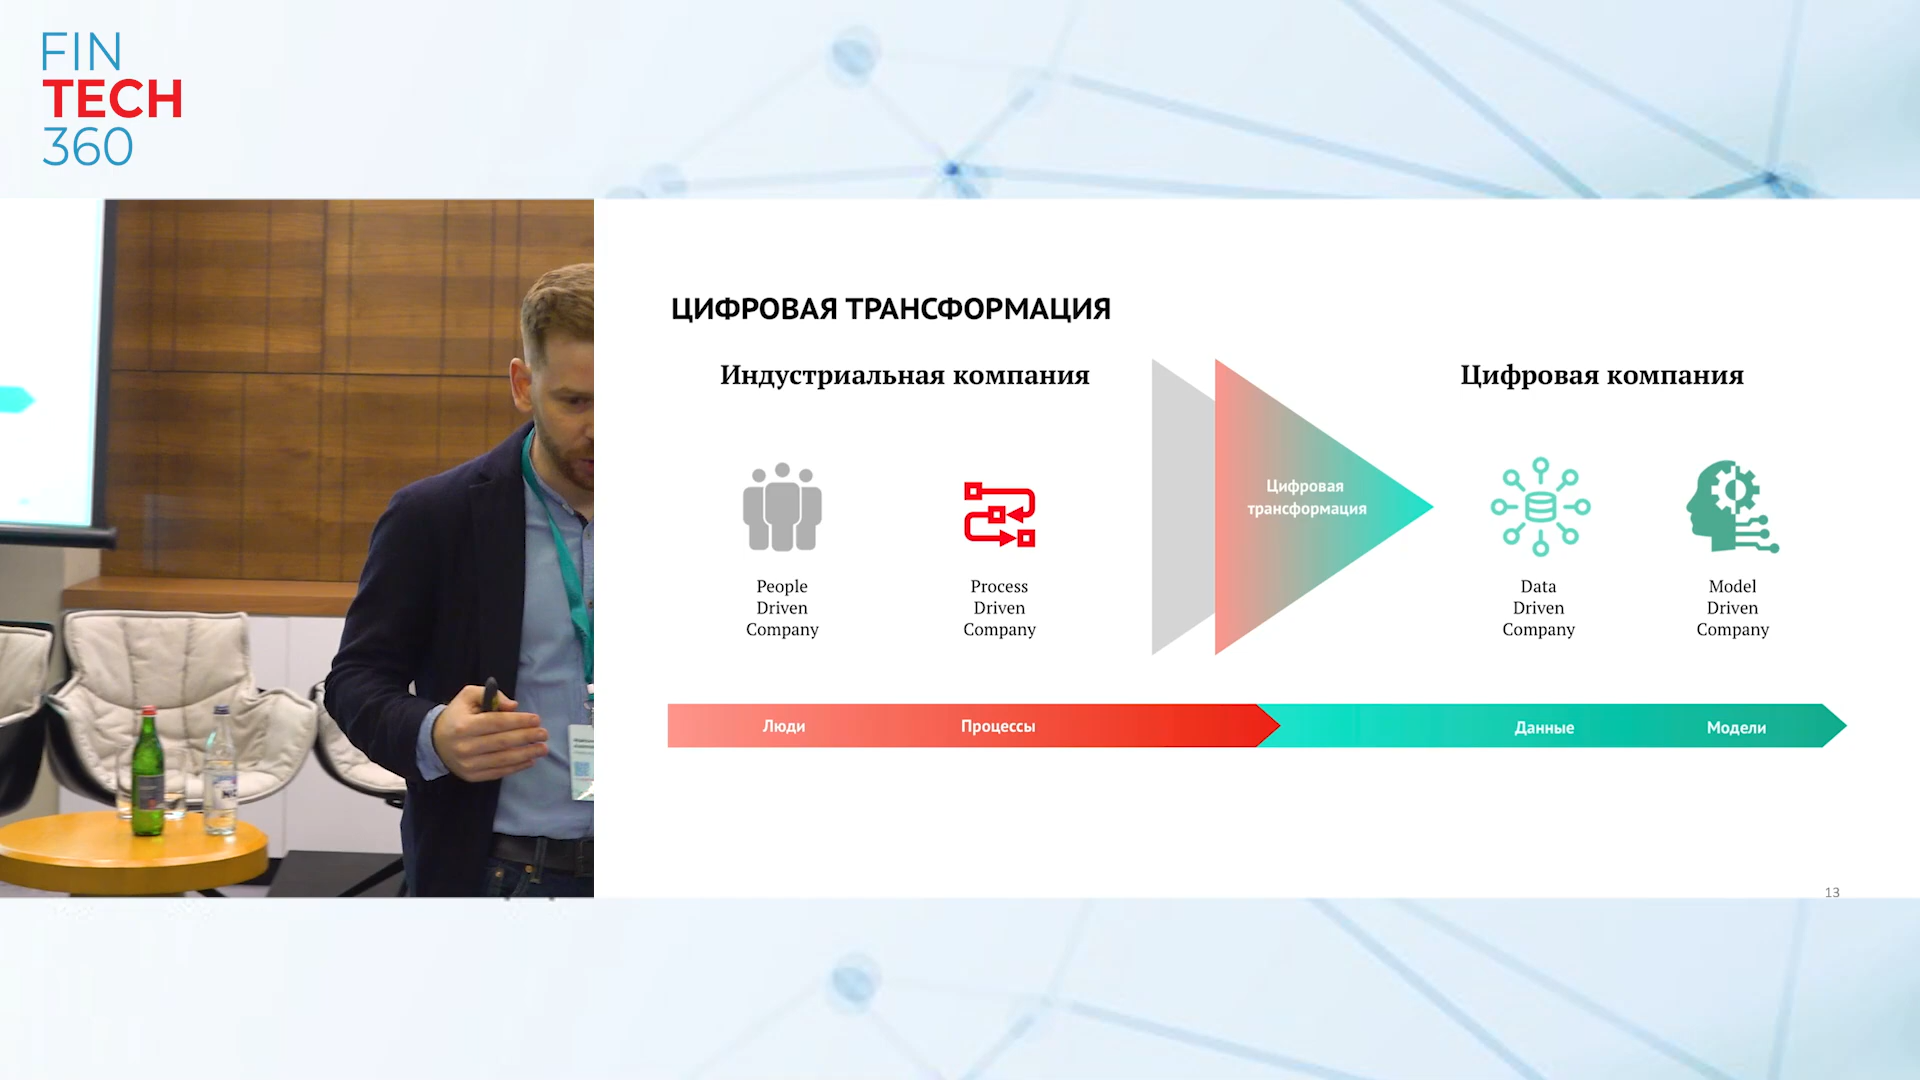 FIN
TECH
360
ЦИФРОВАЯ ТРАНСФОРМАЦИЯ
Индустриальная компания
Цифровая компания
Цифровая
трансформация
People
Driven
Company
Process
Driven
Company
Data
Driven
Company
Model
Driven
Company
Люди
Процессы
Данные
Модели
13